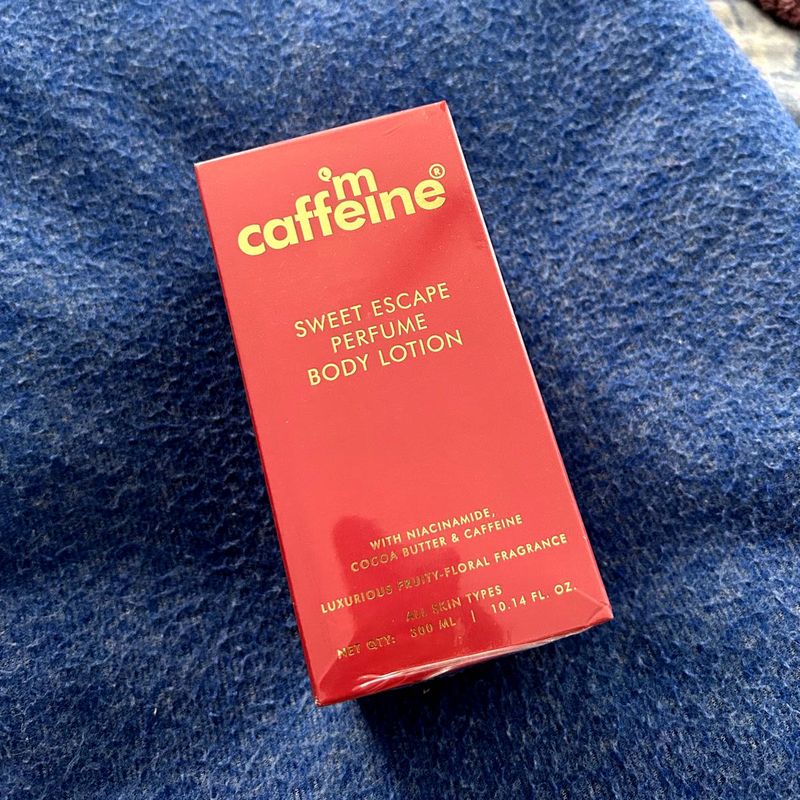 'm
caffeine®
SWEET ESCAPE
PERFUME
BODY LOTION
WITH NIACINAMIDE,
COCOA BUTTER & CAFFEINE
LUXURIOUS FRUITY-FLORAL FRAGRANCE
ALL SKIN TYPES
NET QTY: 300 ML | 10.14 FL. OZ.